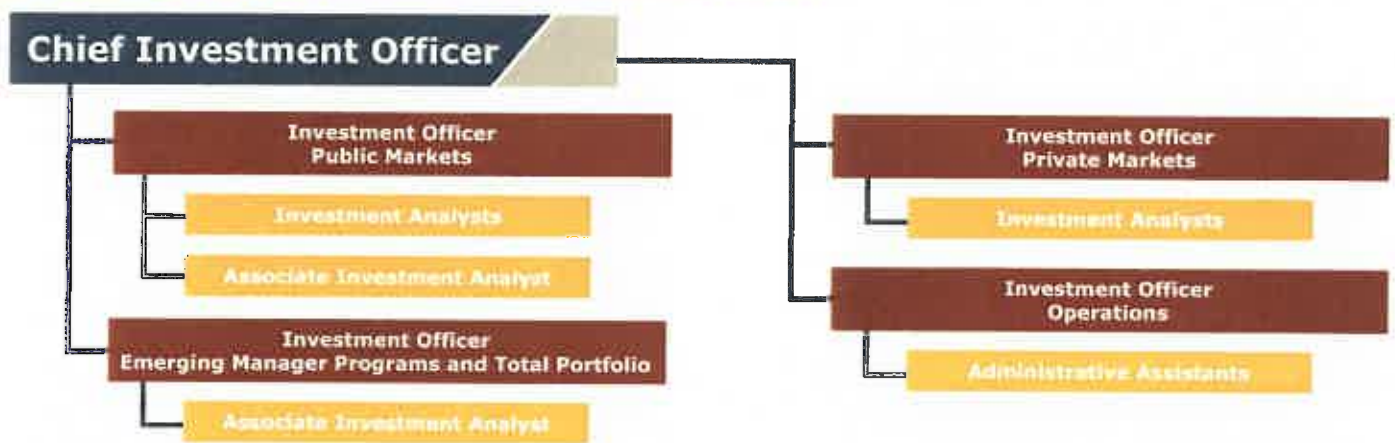 Chief Investment Officer
Investment Officer
Public Markets
Investment Analysts
Associate Investment Analyst
Investment Officer
Emerging Manager Programs and Total Portfolio
Associate Investment Analyst
Investment Officer
Private Markets
Investment Analysts
Investment Officer
Operations
Administrative Assistants